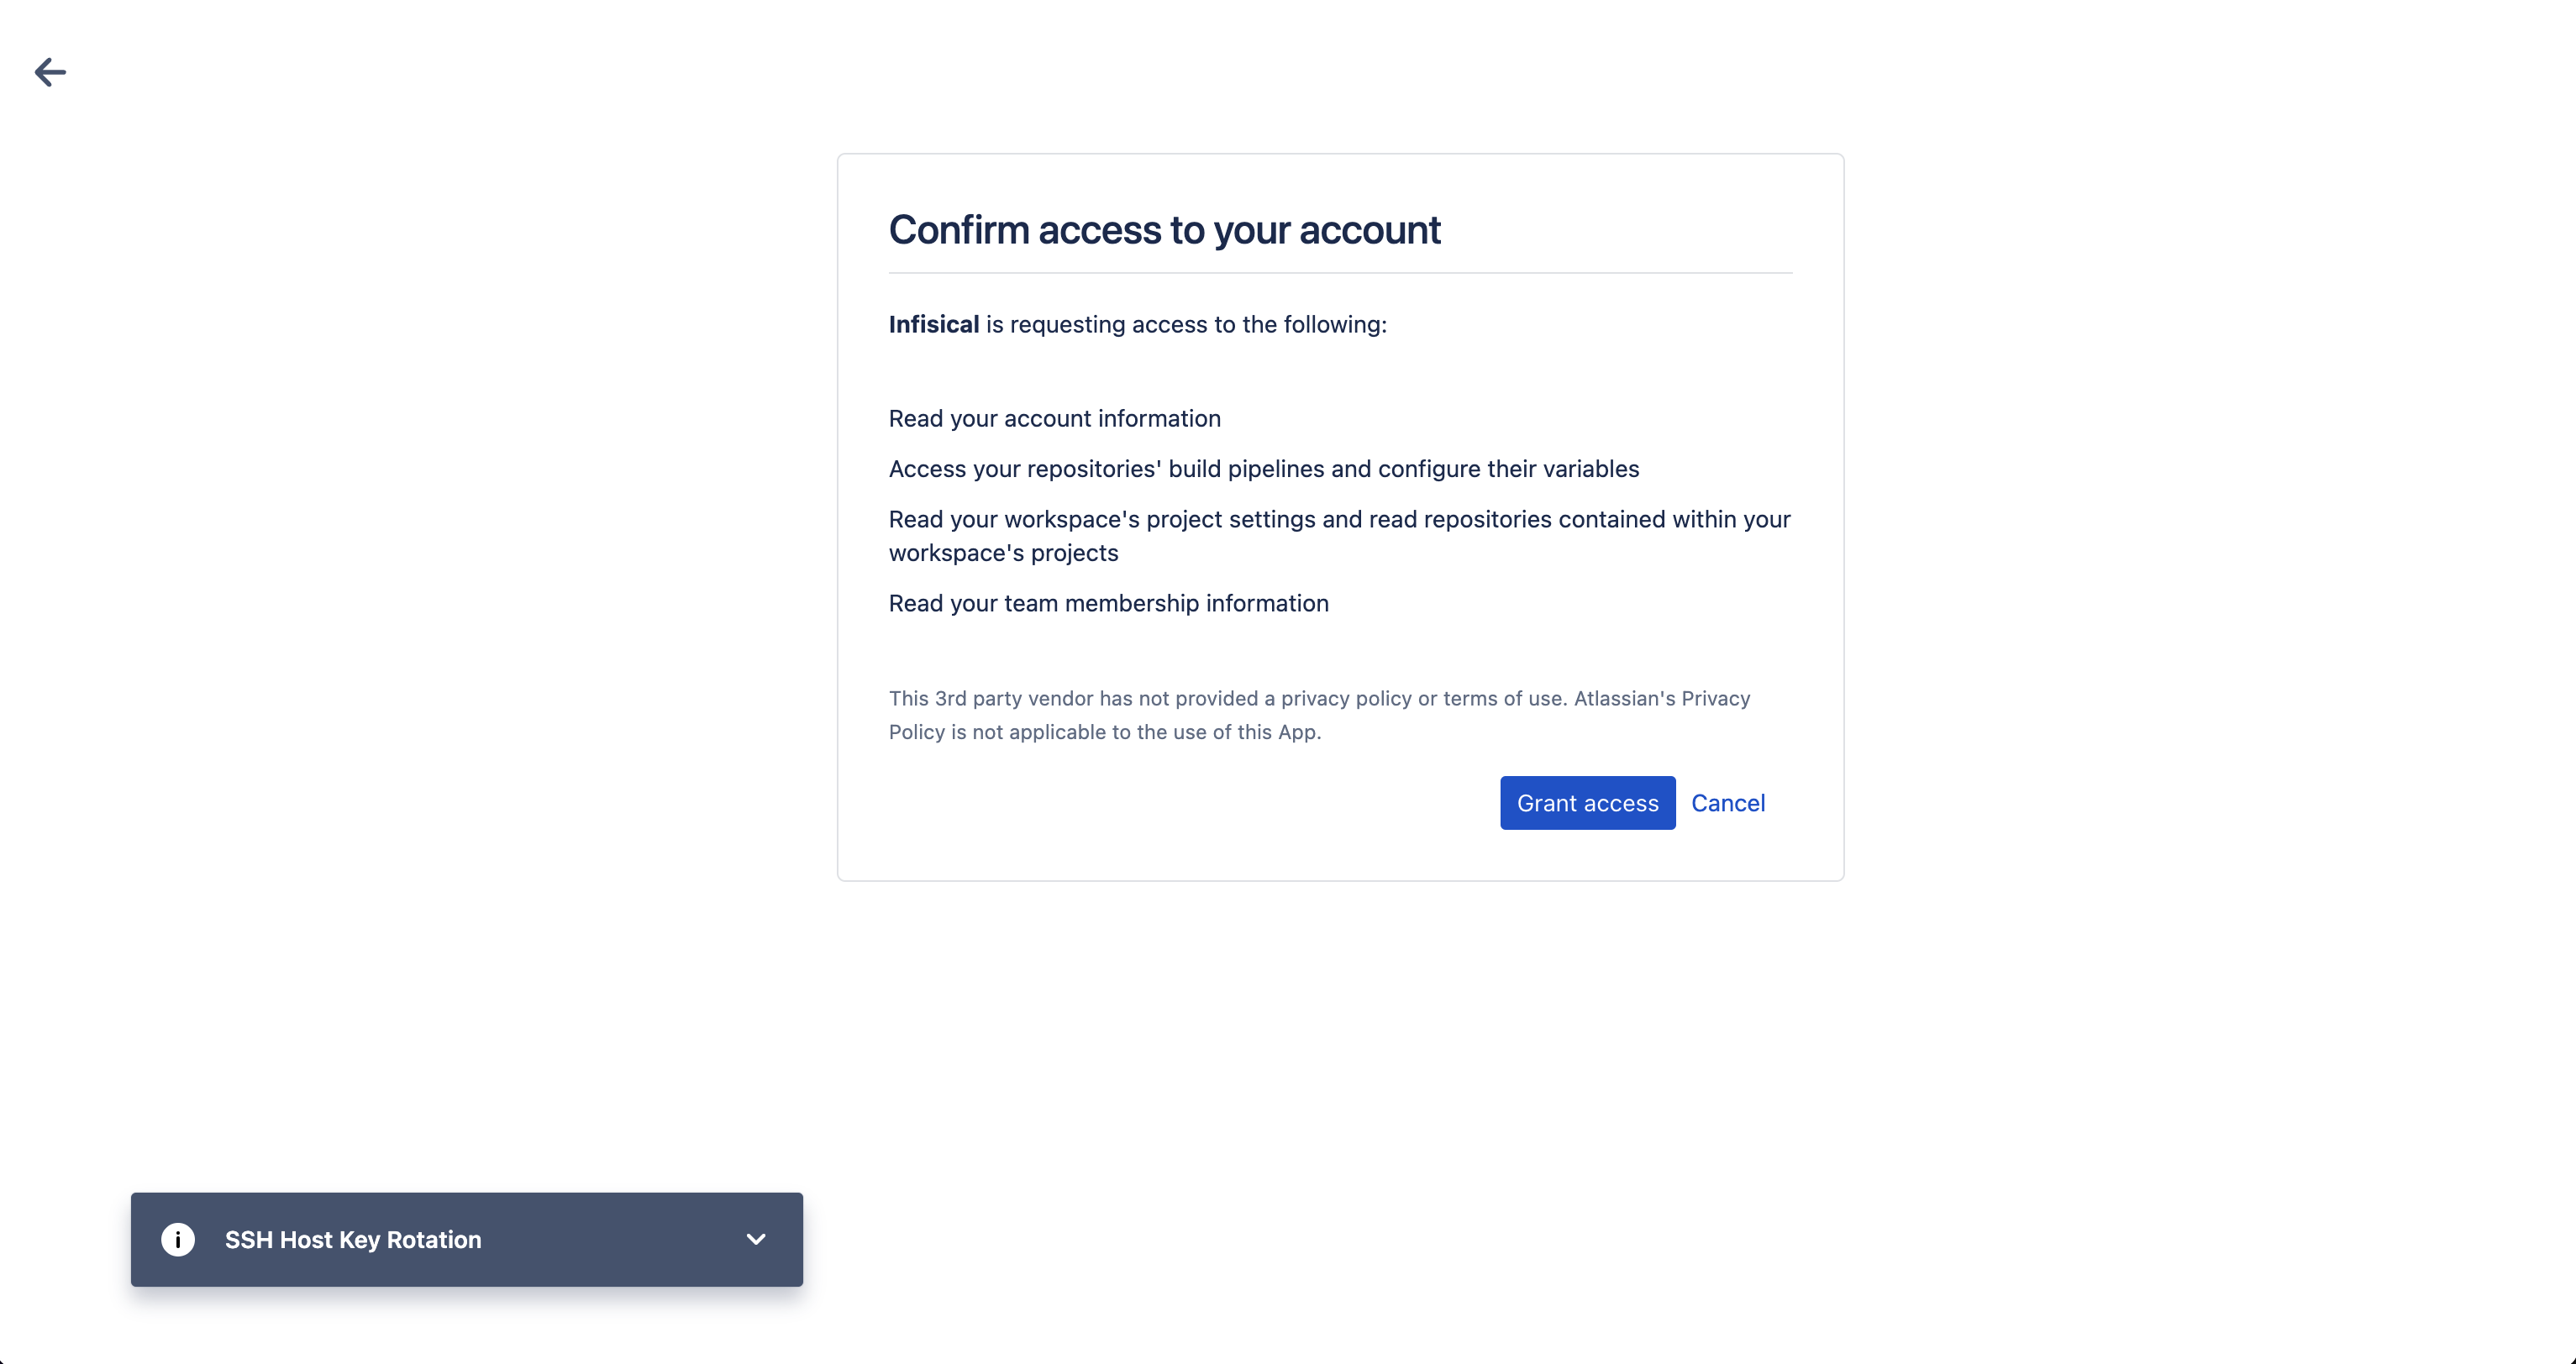 Confirm access to your account
Infisical is requesting access to the following:
Read your account information
Access your repositories' build pipelines and configure their variables
Read your workspace's project settings and read repositories contained within your
workspace's projects
Read your team membership information
This 3rd party vendor has not provided a privacy policy or terms of use. Atlassian's Privacy
Policy is not applicable to the use of this App.
Grant access Cancel
SSH Host Key Rotation